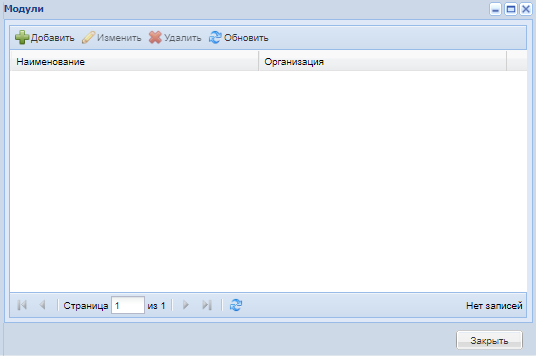 Модули
Добавить Изменить Удалить Обновить
Наименование Организация
Страница 1 из 1 Нет записей
Закрыть